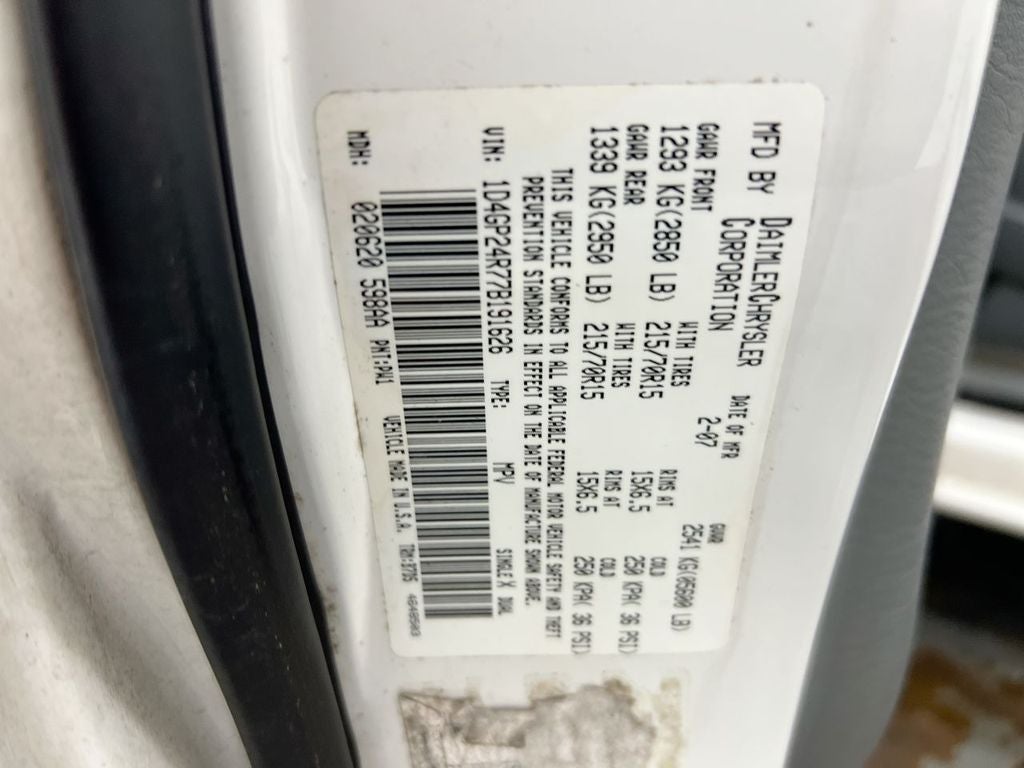 MFD BY DAIMLERCHRYSLER CORPORATION DATE OF MFR 2-07 GVWR 2541 KG(05600 LB)
GAWR FRONT WITH TIRES RIMS AT COLD
1293 KG(2850 LB) 215/70R15 15X6.5 250 KPA( 36 PSI)
GAWR REAR WITH TIRES RIMS AT COLD
1339 KG(2950 LB) 215/70R15 15X6.5 250 KPA( 36 PSI)
THIS VEHICLE CONFORMS TO ALL APPLICABLE FEDERAL MOTOR VEHICLE SAFETY AND THEFT
PREVENTION STANDARDS IN EFFECT ON THE DATE OF MANUFACTURE SHOWN ABOVE.
VIN: 1D4GP24R77B191626 TYPE: MPV SINGLE X DUAL
MDH: 020620 598AA PNT:PW1 VEHICLE MADE IN U.S.A.